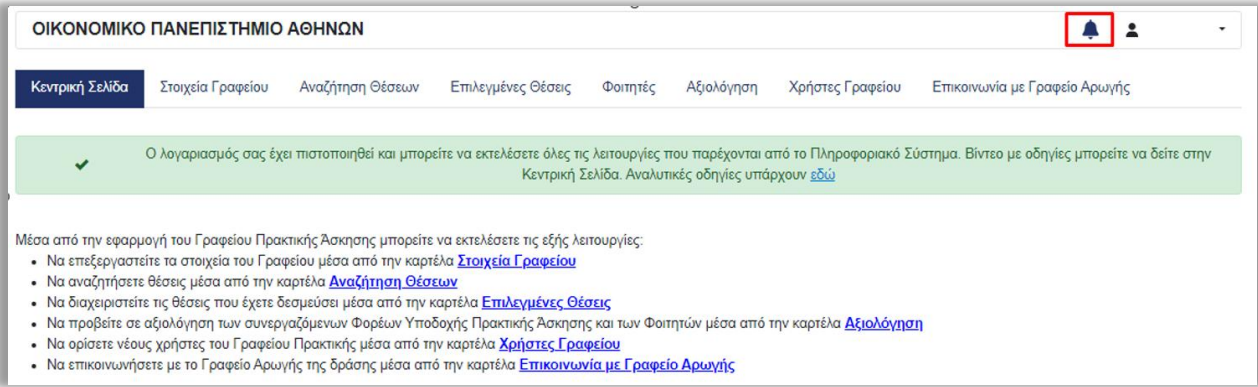 ΟΙΚΟΝΟΜΙΚΟ ΠΑΝΕΠΙΣΤΗΜΙΟ ΑΘΗΝΩΝ
Κεντρική Σελίδα Στοιχεία Γραφείου Αναζήτηση Θέσεων Επιλεγμένες Θέσεις Φοιτητές Αξιολόγηση Χρήστες Γραφείου Επικοινωνία με Γραφείο Αρωγής
Ο λογαριασμός σας έχει πιστοποιηθεί και μπορείτε να εκτελέσετε όλες τις λειτουργίες που παρέχονται από το Πληροφοριακό Σύστημα. Βίντεο με οδηγίες μπορείτε να δείτε στην
Κεντρική Σελίδα. Αναλυτικές οδηγίες υπάρχουν εδώ
Μέσα από την εφαρμογή του Γραφείου Πρακτικής Άσκησης μπορείτε να εκτελέσετε τις εξής λειτουργίες:
• Να επεξεργαστείτε τα στοιχεία του Γραφείου μέσα από την καρτέλα Στοιχεία Γραφείου
• Να αναζητήσετε θέσεις μέσα από την καρτέλα Αναζήτηση Θέσεων
• Να διαχειριστείτε τις θέσεις που έχετε δεσμεύσει μέσα από την καρτέλα Επιλεγμένες Θέσεις
• Να προβείτε σε αξιολόγηση των συνεργαζόμενων Φορέων Υποδοχής Πρακτικής Άσκησης και των Φοιτητών μέσα από την καρτέλα Αξιολόγηση
• Να ορίσετε νέους χρήστες του Γραφείου Πρακτικής μέσα από την καρτέλα Χρήστες Γραφείου
• Να επικοινωνήσετε με το Γραφείο Αρωγής της δράσης μέσα από την καρτέλα Επικοινωνία με Γραφείο Αρωγής